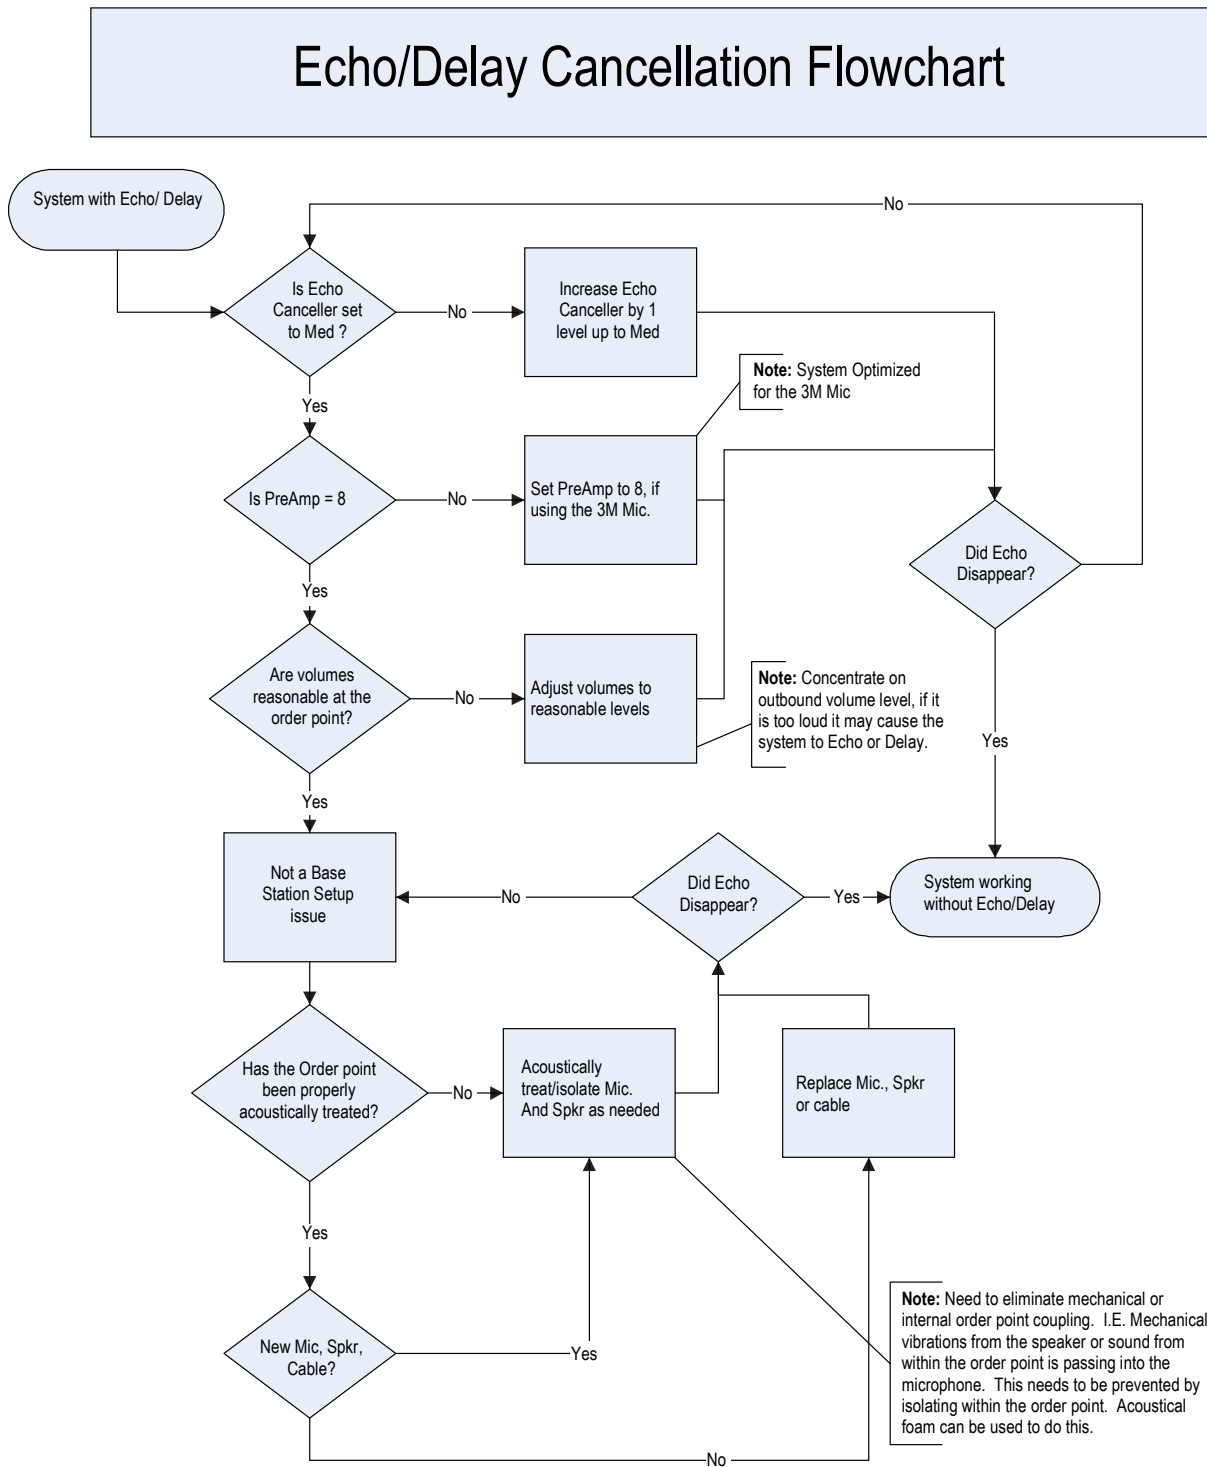 Echo/Delay Cancellation Flowchart
System with Echo/ Delay
No
Is Echo
Canceller set
to Med ?
No
Increase Echo
Canceller by 1
level up to Med
Note: System Optimized
for the 3M Mic
Yes
Is PreAmp = 8
No
Set PreAmp to 8, if
using the 3M Mic.
Did Echo
Disappear?
Yes
Are volumes
reasonable at the
order point?
No
Adjust volumes to
reasonable levels
Note: Concentrate on
outbound volume level, if it
is too loud it may cause the
system to Echo or Delay.
Yes
Yes
Not a Base
Station Setup
issue
No
Did Echo
Disappear?
Yes
System working
without Echo/Delay
Has the Order point
been properly
acoustically treated?
No
Acoustically
treat/isolate Mic.
And Spkr as needed
Replace Mic., Spkr
or cable
Yes
New Mic, Spkr,
Cable?
Yes
Note: Need to eliminate mechanical or
internal order point coupling. I.E. Mechanical
vibrations from the speaker or sound from
within the order point is passing into the
microphone. This needs to be prevented by
isolating within the order point. Acoustical
foam can be used to do this.
No